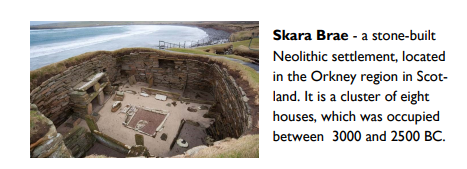 Skara Brae - a stone-built
Neolithic settlement, located
in the Orkney region in Scot-
land. It is a cluster of eight
houses, which was occupied
between  3000 and 2500 BC.